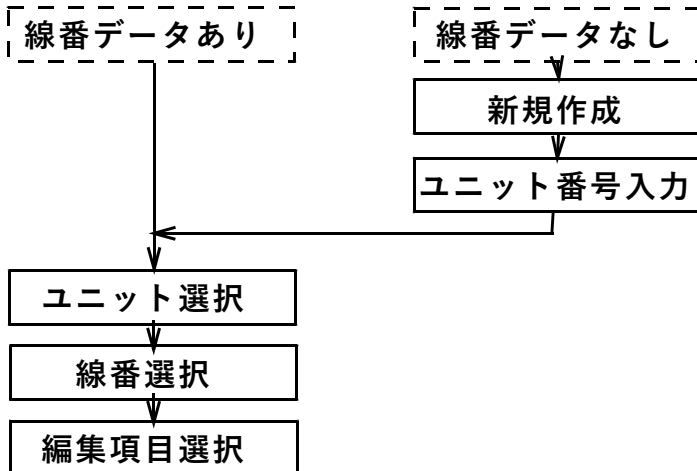 線番データあり
線番データなし
新規作成
ユニット番号入力
ユニット選択
線番選択
編集項目選択